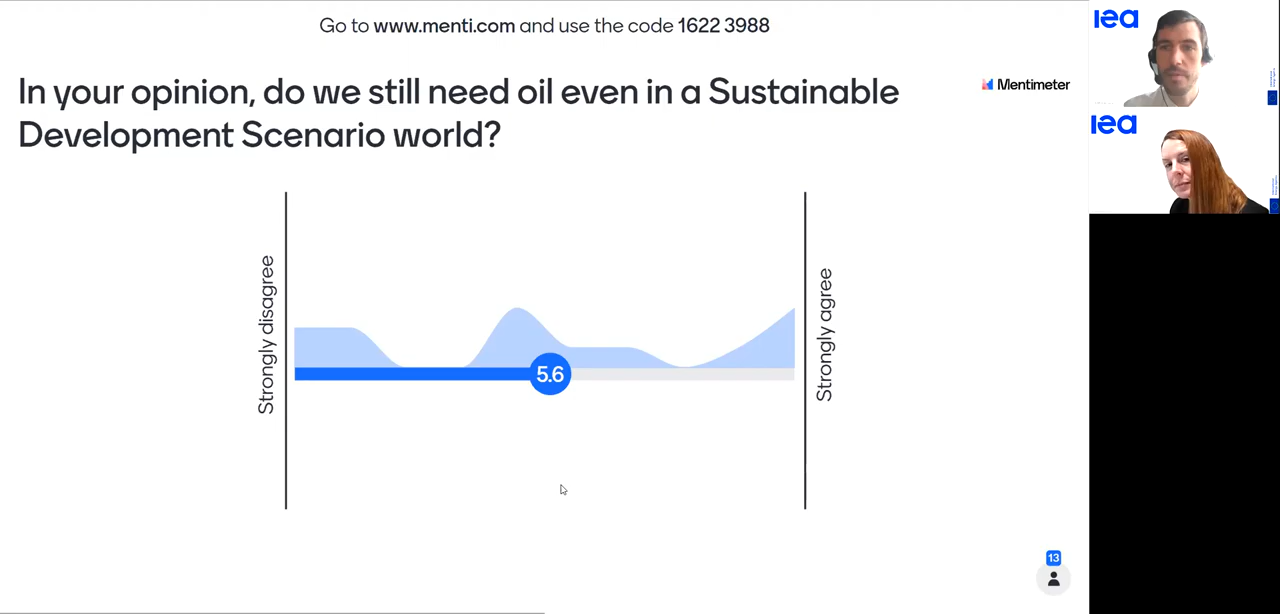 Go to www.menti.com and use the code 1622 3988
In your opinion, do we still need oil even in a Sustainable
Development Scenario world?
Mentimeter
Strongly disagree
5.6
Strongly agree
13
iea
iea